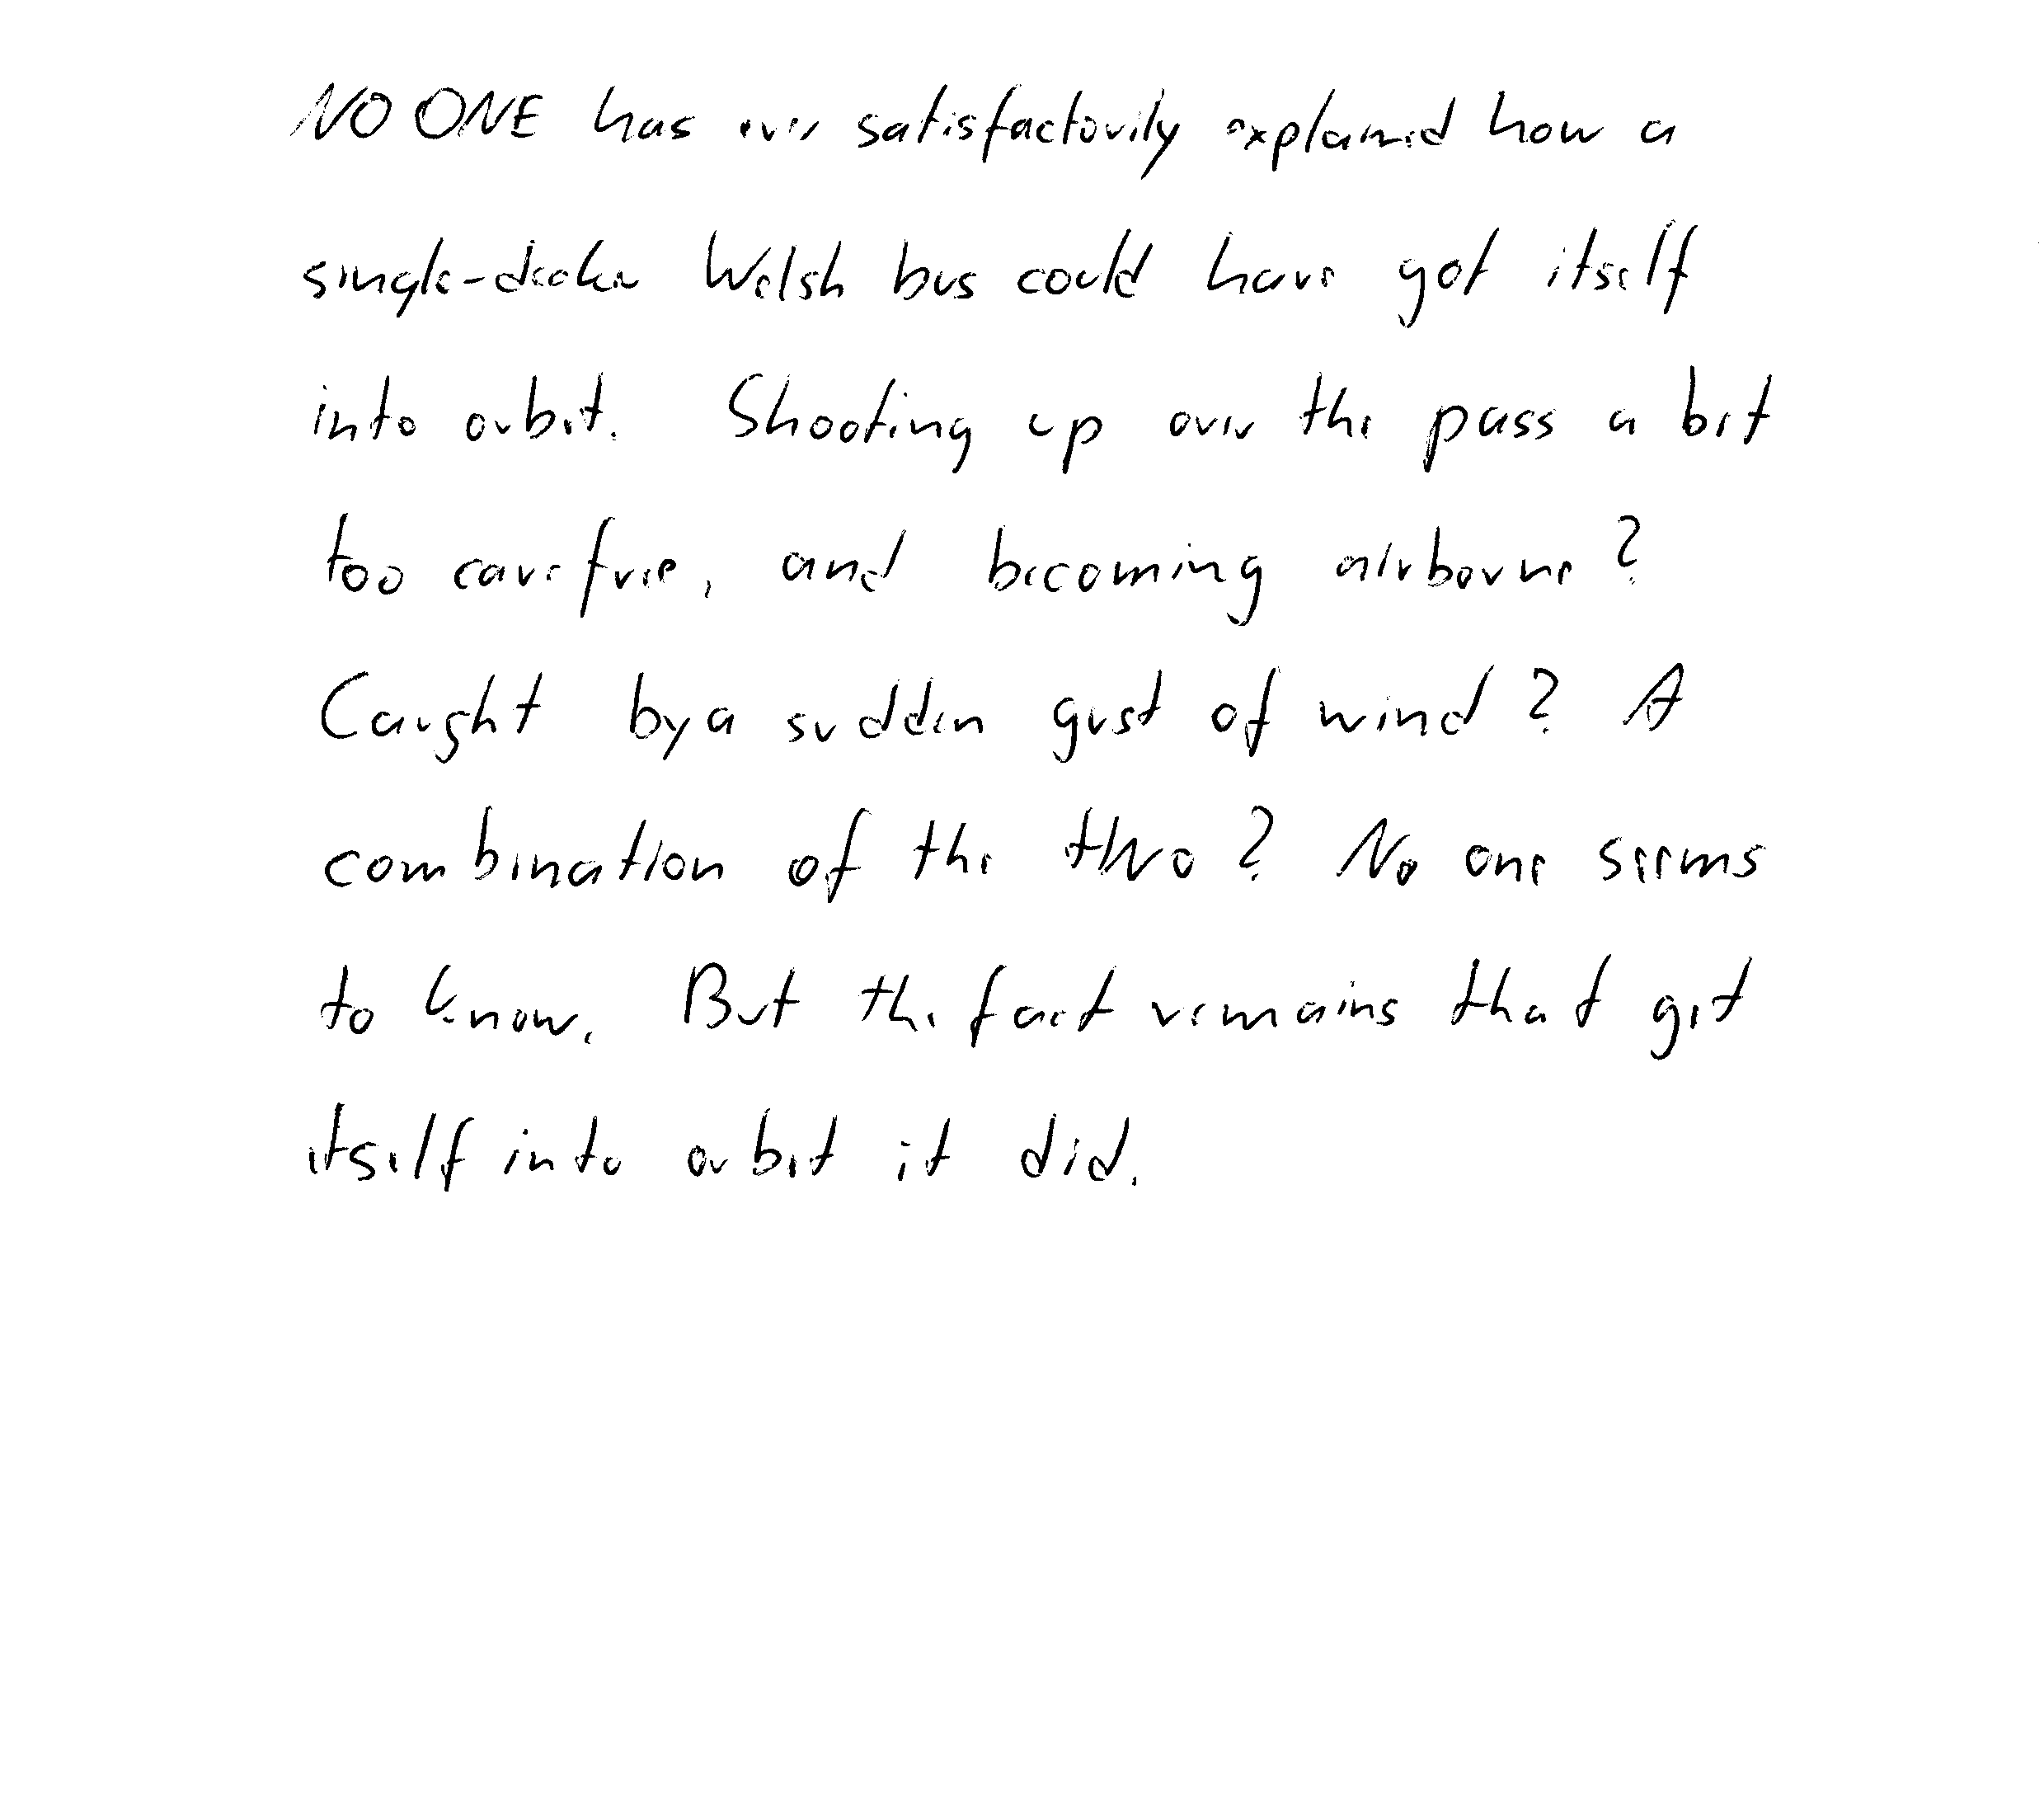 NO ONE has ever satisfactorily explained how a
single-decker Welsh bus could have got itself
into orbit. Shooting up over the pass a bit
too carefree, and becoming airborne?
Caught by a sudden gust of wind? A
combination of the two? No one seems
to know. But the fact remains that get
itself into orbit it did.